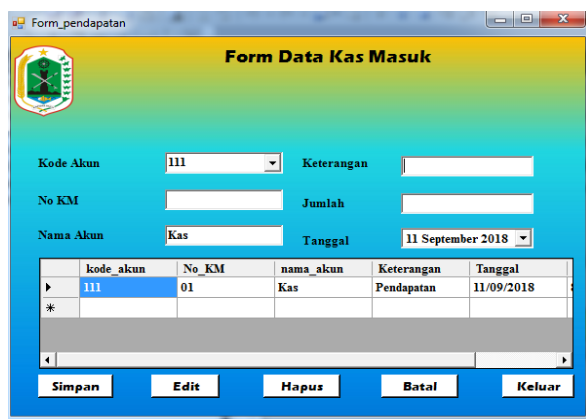 Form_pendapatan
Form Data Kas Masuk
Kode Akun 111 Keterangan
No KM Jumlah
Nama Akun Kas Tanggal 11 September 2018
kode_akun No_KM nama_akun Keterangan Tanggal
111 01 Kas Pendapatan 11/09/2018
Simpan Edit Hapus Batal Keluar